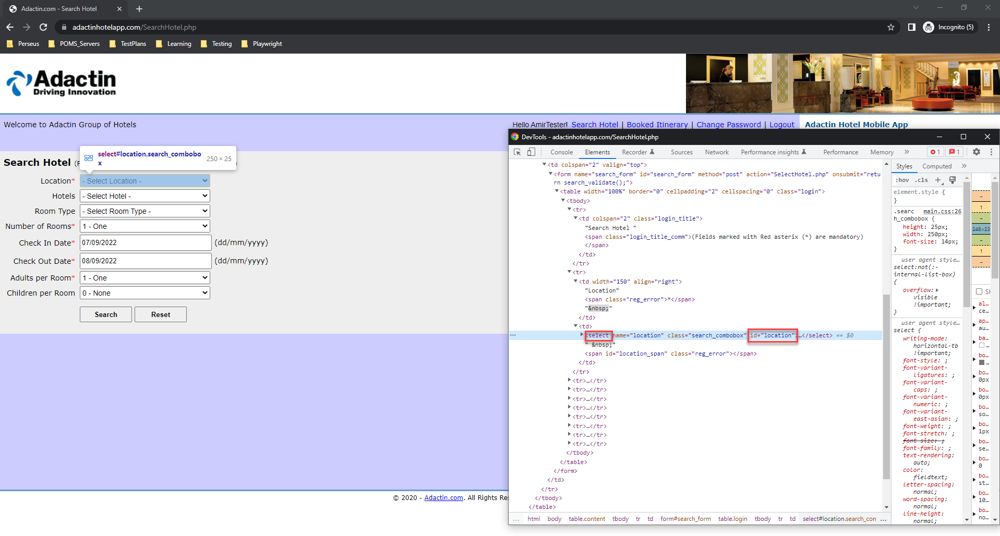 Adactin.com - Search Hotel
adactinhotelapp.com/SearchHotel.php
Incognito (5)
Perseus
POMS_Servers
TestPlans
Learning
Testing
Playwright
Adactin
Driving Innovation
Welcome to Adactin Group of Hotels
Hello AmirTester! Search Hotel | Booked Itinerary | Change Password | Logout
Adactin Hotel Mobile App
select#location.search_combobo
x
250 × 25
Search Hotel
Location*
- Select Location -
Hotels
- Select Hotel -
Room Type
- Select Room Type -
Number of Rooms*
1 - One
Check In Date*
07/09/2022
(dd/mm/yyyy)
Check Out Date*
08/09/2022
(dd/mm/yyyy)
Adults per Room*
1 - One
Children per Room
0 - None
Search
Reset
© 2020 - Adactin.com. All Rights Res
DevTools - adactinhotelapp.com/SearchHotel.php
Console
Elements
Recorder
Sources
Network
Performance insights
Performance
Memory
»
1
1
<td colspan="2" valign="top">
<form name="search_form" id="search_form" method="post" action="SelectHotel.php" onsubmit="retu
rn search_validate();">
<table width="100%" border="0" cellpadding="2" cellspacing="0" class="login">
<tbody>
<tr>
<td colspan="2" class="login_title">
"Search Hotel "
<span class="login_title_comm">(Fields marked with Red asterix (*) are mandatory)
</span>
</td>
</tr>
<tr>
<td width="150" align="right">
"Location"
<span class="reg_error">*</span>
"&nbsp;"
</td>
<td>
<select name="location" class="search_combobox" id="location">…</select> == $0
" &nbsp;"
<span id="location_span" class="reg_error"></span>
</td>
</tr>
<tr>…</tr>
<tr>…</tr>
<tr>…</tr>
<tr>…</tr>
<tr>…</tr>
<tr>…</tr>
<tr>…</tr>
<tr>…</tr>
</tbody>
</table>
</form>
</td>
</tr>
</tbody>
</table>
... html body table.content tbody tr td form#search_form table.login tbody tr td select#location.search_con ...
Styles
Computed
»
:hov .cls +
element.style {
}
.searc main.css:26
h_combobox {
height: 25px;
width: 250px;
font-size: 14px;
}
user agent style…
select:not(:-
internal-list-box)
{
overflow:
visible
!important;
}
user agent style…
select {
writing-mode:
horizontal-tb
!important;
font-style: ;
font-variant-
ligatures: ;
font-variant-
caps: ;
font-variant-
numeric: ;
font-variant-
east-asian: ;
font-weight: ;
font-stretch: ;
font-size: ;
font-family: ;
text-rendering:
auto;
color:
fieldtext;
letter-spacing:
normal;
word-spacing:
normal;
line-height:
normal;
-
1
-
248×23
-
1
-
al…
ce…
ap…
au…
ba…
…
bo…
…
bo…
0px
bo…
0px
bo…
so…
bo…
1px
bo…
se…
bo…
0
bo…
st…
bo…
10…
bo…
no…